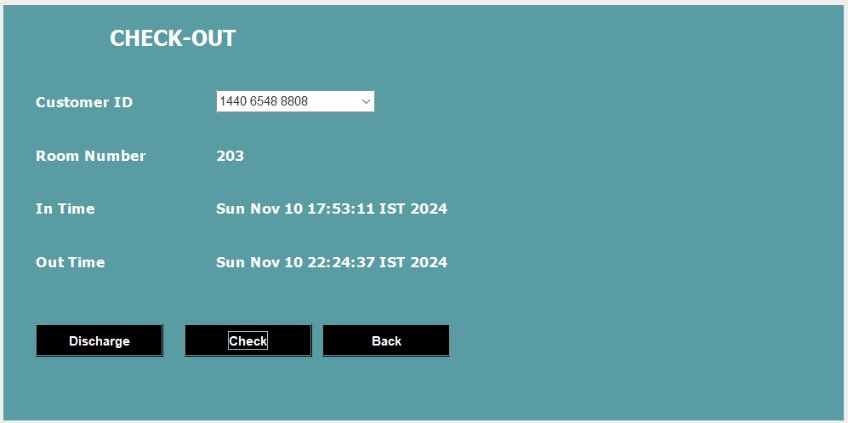 CHECK-OUT
Customer ID 1440 6548 8808
Room Number 203
In Time Sun Nov 10 17:53:11 IST 2024
Out Time Sun Nov 10 22:24:37 IST 2024
Discharge Check Back